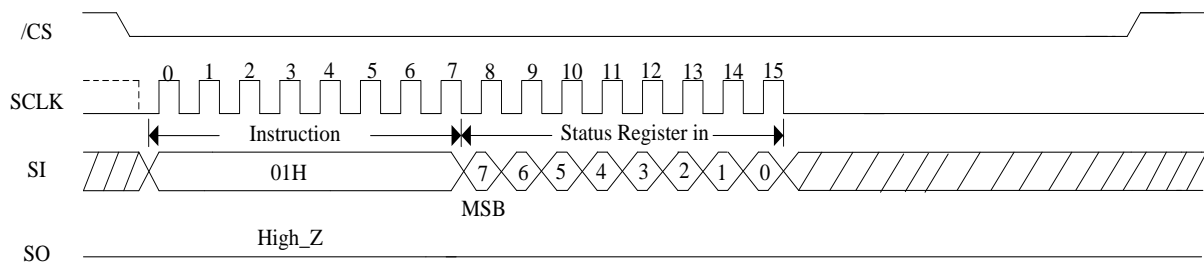 /CS
0 1 2 3 4 5 6 7 8 9 10 11 12 13 14 15
SCLK
Instruction Status Register in
SI 01H 7 6 5 4 3 2 1 0
MSB
High_Z
SO